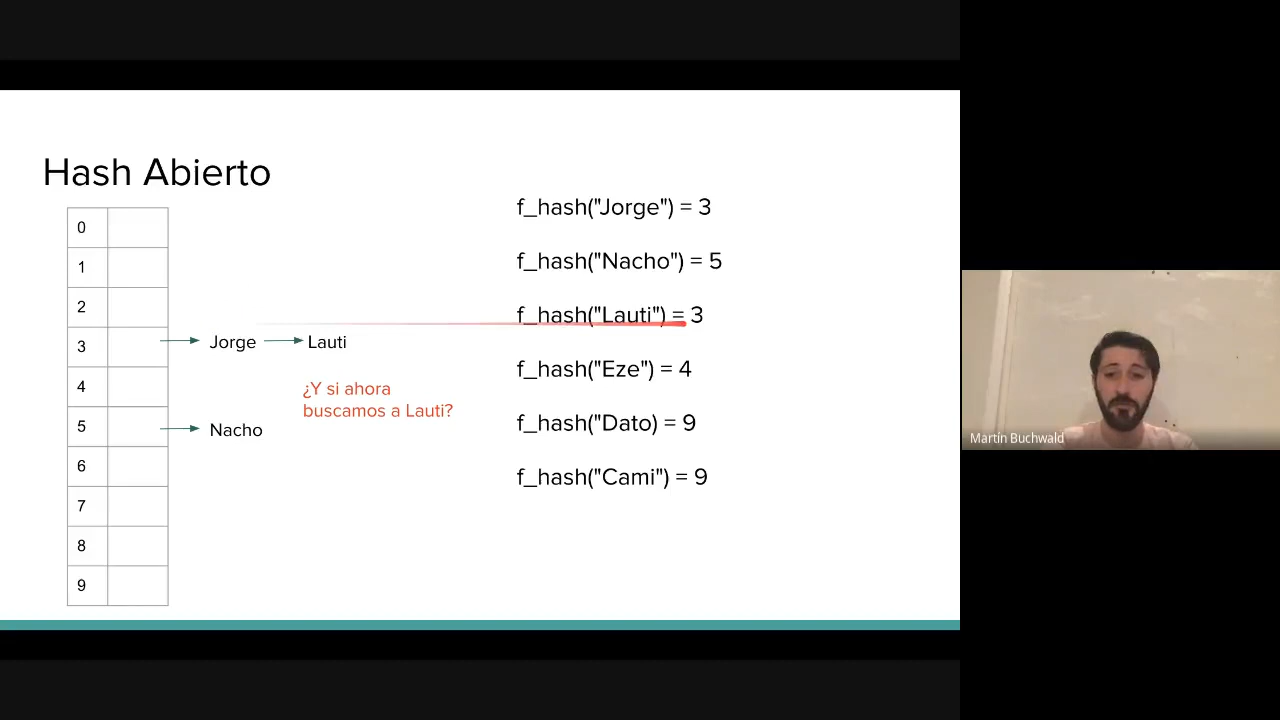 Hash Abierto
0
1
2
3
4
5
6
7
8
9
Jorge
Lauti
¿Y si ahora
buscamos a Lauti?
Nacho
f_hash("Jorge") = 3
f_hash("Nacho") = 5
f_hash("Lauti") = 3
f_hash("Eze") = 4
f_hash("Dato) = 9
f_hash("Cami") = 9
Martín Buchwald